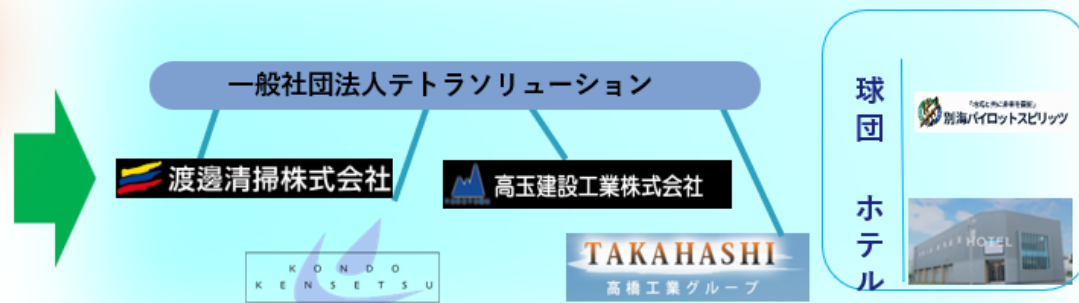 一般社団法人テトラソリューション
渡邉清掃株式会社
高玉建設工業株式会社
KONDO
KENSETSU
TAKAHASHI
高橋工業グループ
球団
別海パイロットスピリッツ
ホテル
HOTEL